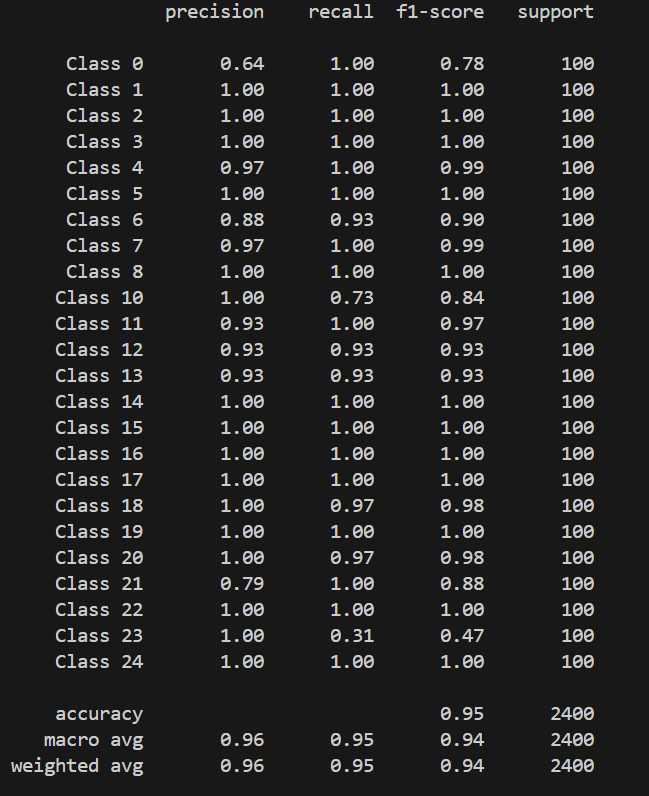 precision recall f1-score support
Class 0 0.64 1.00 0.78 100
Class 1 1.00 1.00 1.00 100
Class 2 1.00 1.00 1.00 100
Class 3 1.00 1.00 1.00 100
Class 4 0.97 1.00 0.99 100
Class 5 1.00 1.00 1.00 100
Class 6 0.88 0.93 0.90 100
Class 7 0.97 1.00 0.99 100
Class 8 1.00 1.00 1.00 100
Class 10 1.00 0.73 0.84 100
Class 11 0.93 1.00 0.97 100
Class 12 0.93 0.93 0.93 100
Class 13 0.93 0.93 0.93 100
Class 14 1.00 1.00 1.00 100
Class 15 1.00 1.00 1.00 100
Class 16 1.00 1.00 1.00 100
Class 17 1.00 1.00 1.00 100
Class 18 1.00 0.97 0.98 100
Class 19 1.00 1.00 1.00 100
Class 20 1.00 0.97 0.98 100
Class 21 0.79 1.00 0.88 100
Class 22 1.00 1.00 1.00 100
Class 23 1.00 0.31 0.47 100
Class 24 1.00 1.00 1.00 100
accuracy 0.95 2400
macro avg 0.96 0.95 0.94 2400
weighted avg 0.96 0.95 0.94 2400